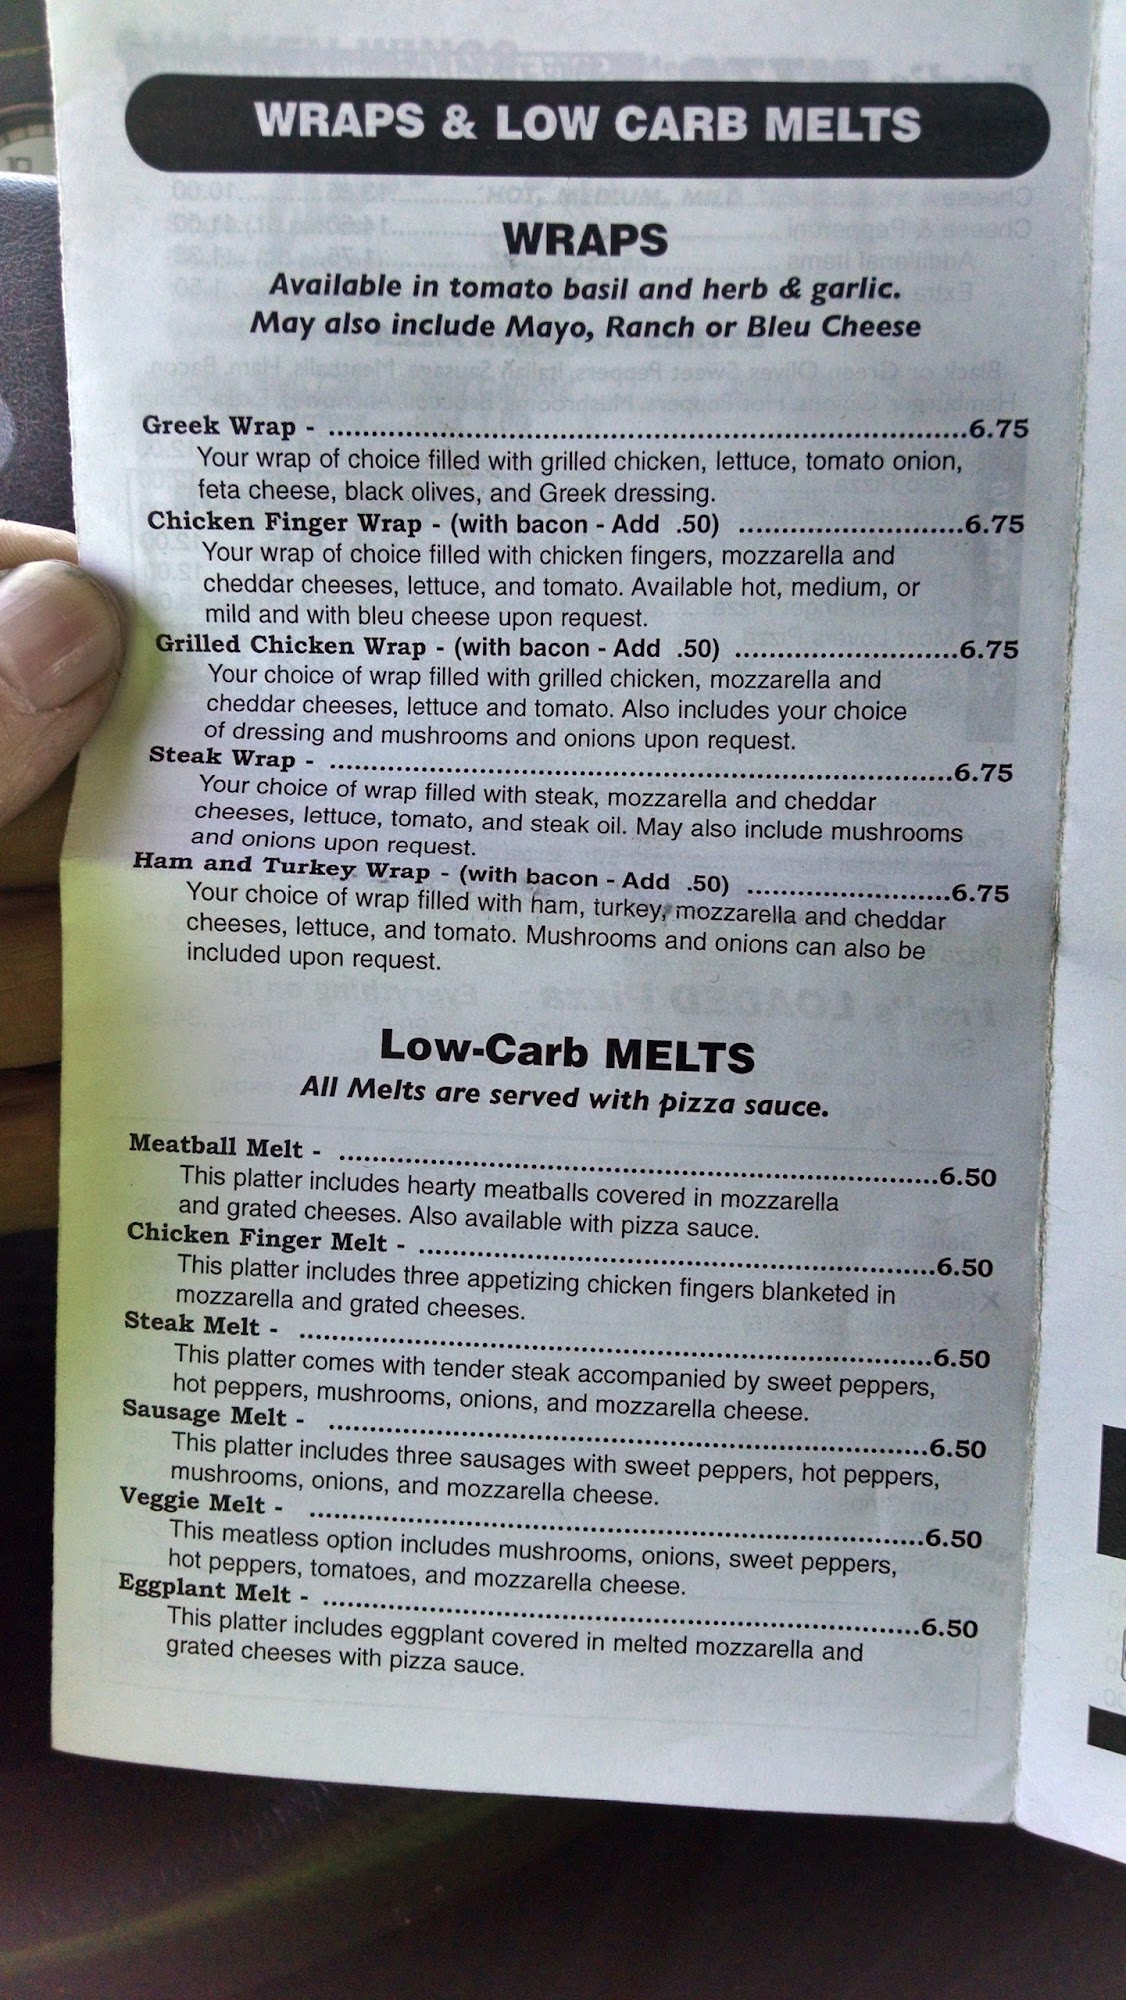 WRAPS & LOW CARB MELTS
WRAPS
Available in tomato basil and herb & garlic.
May also include Mayo, Ranch or Bleu Cheese
Greek Wrap - ................................................................................6.75
Your wrap of choice filled with grilled chicken, lettuce, tomato onion,
feta cheese, black olives, and Greek dressing.
Chicken Finger Wrap - (with bacon - Add .50) ...........................6.75
Your wrap of choice filled with chicken fingers, mozzarella and
cheddar cheeses, lettuce, and tomato. Available hot, medium, or
mild and with bleu cheese upon request.
Grilled Chicken Wrap - (with bacon - Add .50) ...........................6.75
Your choice of wrap filled with grilled chicken, mozzarella and
cheddar cheeses, lettuce and tomato. Also includes your choice
of dressing and mushrooms and onions upon request.
Steak Wrap - ...........................................................................6.75
Your choice of wrap filled with steak, mozzarella and cheddar
cheeses, lettuce, tomato, and steak oil. May also include mushrooms
and onions upon request.
Ham and Turkey Wrap - (with bacon - Add .50) .........................6.75
Your choice of wrap filled with ham, turkey, mozzarella and cheddar
cheeses, lettuce, and tomato. Mushrooms and onions can also be
included upon request.
Low-Carb MELTS
All Melts are served with pizza sauce.
Meatball Melt - ........................................................................6.50
This platter includes hearty meatballs covered in mozzarella
and grated cheeses. Also available with pizza sauce.
Chicken Finger Melt - ..............................................................6.50
This platter includes three appetizing chicken fingers blanketed in
mozzarella and grated cheeses.
Steak Melt - ............................................................................6.50
This platter comes with tender steak accompanied by sweet peppers,
hot peppers, mushrooms, onions, and mozzarella cheese.
Sausage Melt - ........................................................................6.50
This platter includes three sausages with sweet peppers, hot peppers,
mushrooms, onions, and mozzarella cheese.
Veggie Melt - ..........................................................................6.50
This meatless option includes mushrooms, onions, sweet peppers,
hot peppers, tomatoes, and mozzarella cheese.
Eggplant Melt - .......................................................................6.50
This platter includes eggplant covered in melted mozzarella and
grated cheeses with pizza sauce.